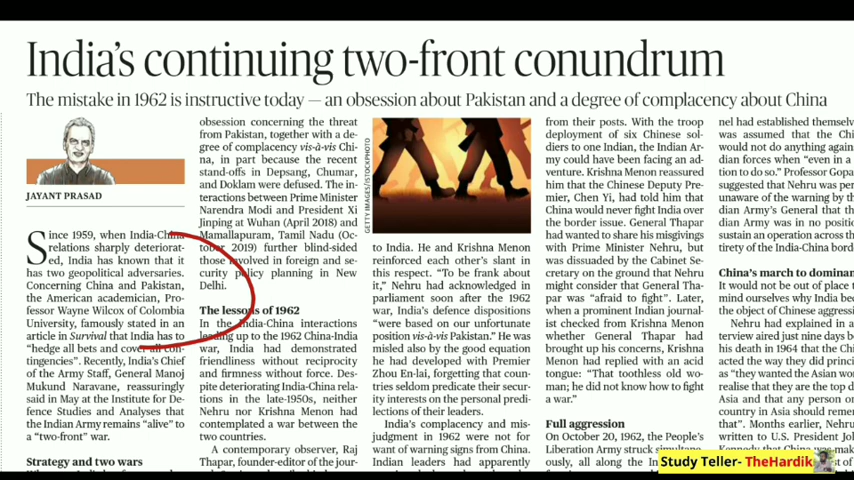 India's continuing two-front conundrum
The mistake in 1962 is instructive today — an obsession about Pakistan and a degree of complacency about China
JAYANT PRASAD
Since 1959, when India-China
relations sharply deteriorat-
ed, India has known that it
has two geopolitical adversaries.
Concerning China and Pakistan,
the American academician, Pro-
fessor Wayne Wilcox of Colombia
University, famously stated in an
article in Survival that India has to
"hedge all bets and cover all con-
tingencies". Recently, India's Chief
of the Army Staff, General Manoj
Mukund Naravane, reassuringly
said in May at the Institute for De-
fence Studies and Analyses that
the Indian Army remains "alive" to
a "two-front" war.
Strategy and two wars
obsession concerning the threat
from Pakistan, together with a de-
gree of complacency vis-à-vis Chi-
na, in part because the recent
stand-offs in Depsang, Chumar,
and Doklam were defused. The in-
teractions between Prime Minister
Narendra Modi and President Xi
Jinping at Wuhan (April 2018) and
Mamallapuram, Tamil Nadu (Oc-
tober 2019) further blind-sided
those involved in foreign and se-
curity policy planning in New
Delhi.
The lessons of 1962
In the India-China interactions
leading up to the 1962 China-India
war, India had demonstrated
friendliness without reciprocity
and firmness without force. Des-
pite deteriorating India-China rela-
tions in the late-1950s, neither
Nehru nor Krishna Menon had
contemplated a war between the
two countries.
A contemporary observer, Raj
Thapar, founder-editor of the jour-
GETTY IMAGES/ISTOCKPHOTO
to India. He and Krishna Menon
reinforced each other's slant in
this respect. "To be frank about
it," Nehru had acknowledged in
parliament soon after the 1962
war, India's defence dispositions
"were based on our unfortunate
position vis-à-vis Pakistan." He was
misled also by the good equation
he had developed with Premier
Zhou En-lai, forgetting that coun-
tries seldom predicate their secur-
ity interests on the personal predi-
lections of their leaders.
India's complacency and mis-
judgment in 1962 were not for
want of warning signs from China.
Indian leaders had apparently
from their posts. With the troop
deployment of six Chinese sol-
diers to one Indian, the Indian Ar-
my could have been facing an ad-
venture. Krishna Menon reassured
him that the Chinese Deputy Pre-
mier, Chen Yi, had told him that
China would never fight India over
the border issue. General Thapar
had wanted to share his misgivings
with Prime Minister Nehru, but
was dissuaded by the Cabinet Se-
cretary on the ground that Nehru
might consider that General Tha-
par was "afraid to fight". Later,
when a prominent Indian journal-
ist checked from Krishna Menon
whether General Thapar had
brought up his concerns, Krishna
Menon had replied with an acid
tongue: "That toothless old wo-
man; he did not know how to fight
a war."
Full aggression
On October 20, 1962, the People's
Liberation Army struck simultane-
ously, all along the In
nel had established themselv
was assumed that the Chi
would not do anything again
dian forces when "even in a
tion to do so." Professor Gopa
suggested that Nehru was per
unaware of the warning by th
dian Army's General that th
dian Army was in no positio
sustain an operation across th
tirety of the India-China bord
China's march to dominan
It would not be out of place t
mind ourselves why India bec
the object of Chinese aggressi
Nehru had explained in a
terview aired just nine days be
his death in 1964 that the Chi
acted the way they did princi
as "they wanted the Asian wor
realise that they are the top d
Asia and that any person or
country in Asia should remem
that". Months earlier, Nehru
written to U.S. President Joh
Study Teller- TheHardik